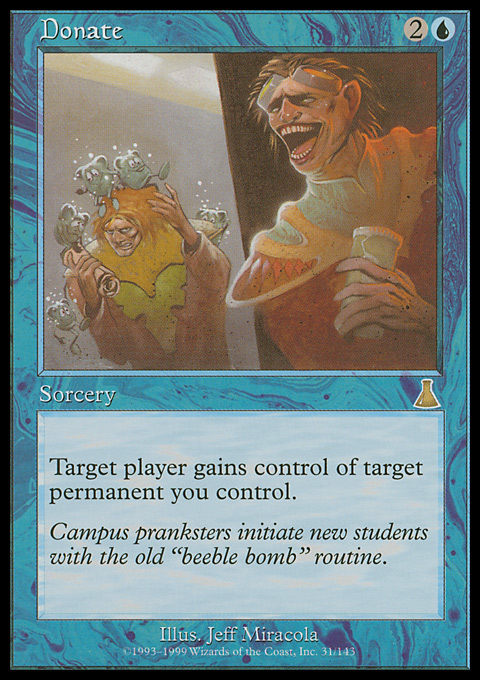 Donate 2
Sorcery
Target player gains control of target
permanent you control.
Campus pranksters initiate new students
with the old “beeble bomb” routine.
Illus. Jeff Miracola
©1993–1999 Wizards of the Coast, Inc. 31/143